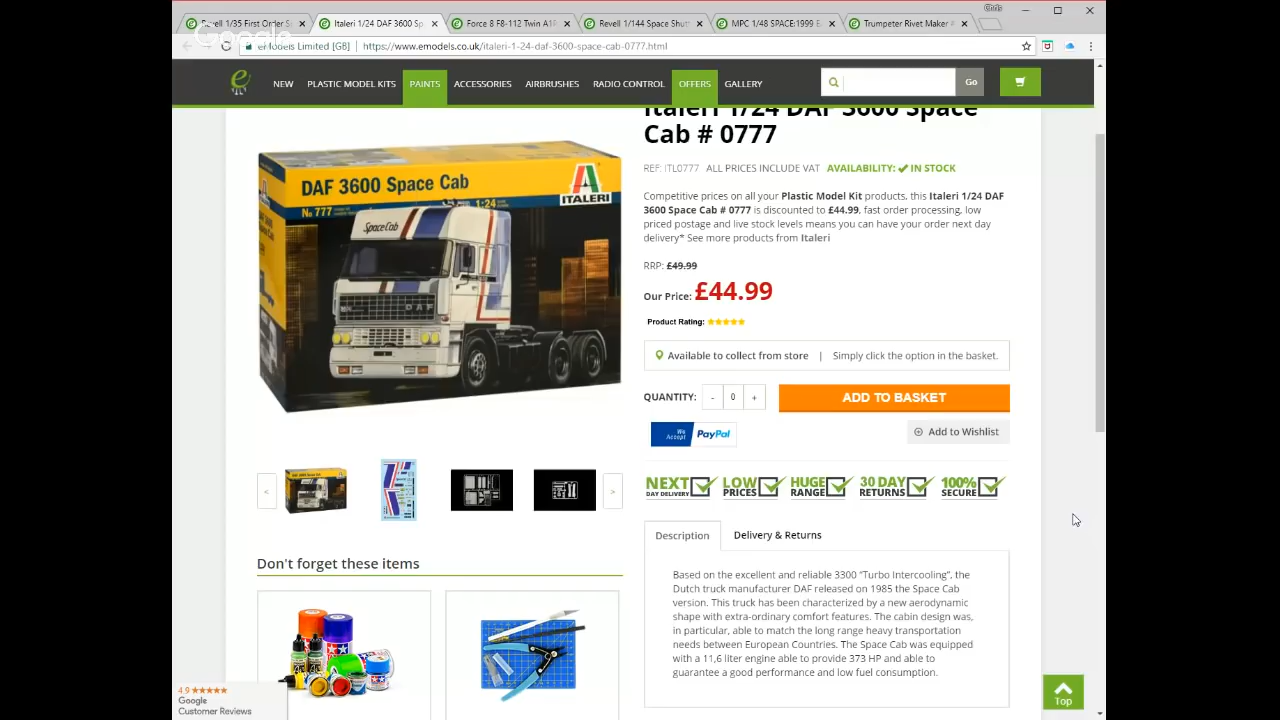 Chris
Revell 1/35 First Order S
Italeri 1/24 DAF 3600 Sp
Force 8 F8-112 Twin A1
Revell 1/144 Space Shut
MPC 1/48 SPACE:1999 E
Trumpeter Rivet Maker #
Google
eModels Limited [GB] https://www.emodels.co.uk/italeri-1-24-daf-3600-space-cab-0777.html
NEW PLASTIC MODEL KITS PAINTS ACCESSORIES AIRBRUSHES RADIO CONTROL OFFERS GALLERY Go
Italeri 1/24 DAF 3600 Space
Cab # 0777
REF: ITL0777 ALL PRICES INCLUDE VAT AVAILABILITY: IN STOCK
Competitive prices on all your Plastic Model Kit products, this Italeri 1/24 DAF
3600 Space Cab # 0777 is discounted to £44.99, fast order processing, low
priced postage and live stock levels means you can have your order next day
delivery* See more products from Italeri
RRP: £49.99
Our Price: £44.99
Product Rating:
Available to collect from store | Simply click the option in the basket.
QUANTITY: - 0 + ADD TO BASKET
We Accept PayPal
Add to Wishlist
NEXT DAY DELIVERY
LOW PRICES
HUGE RANGE
30 DAY RETURNS
100% SECURE
DAF 3600 Space Cab
ITALERI
No 777
1:24
SpaceCab
DAF
< >
Description Delivery & Returns
Based on the excellent and reliable 3300 “Turbo Intercooling”, the
Dutch truck manufacturer DAF released on 1985 the Space Cab
version. This truck has been characterized by a new aerodynamic
shape with extra-ordinary comfort features. The cabin design was,
in particular, able to match the long range heavy transportation
needs between European Countries. The Space Cab was equipped
with a 11,6 liter engine able to provide 373 HP and able to
guarantee a good performance and low fuel consumption.
Don't forget these items
4.9
Google
Customer Reviews
Top